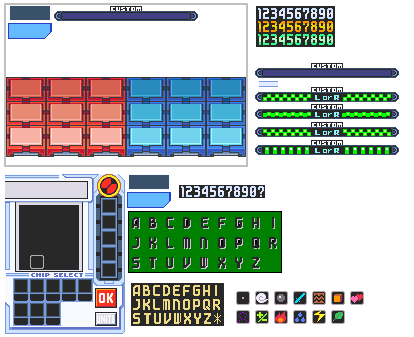 CUSTOM
1234567890
1234567890
1234567890
CUSTOM
CUSTOM
L or R
CUSTOM
L or R
CUSTOM
L or R
CUSTOM
L or R
1234567890?
A B C D E F G H I
J K L M N O P Q R
S T U V W X Y Z
CHIP SELECT
OK
ABCDEFGHI
JKLMNOPQR
STUVWXYZ*